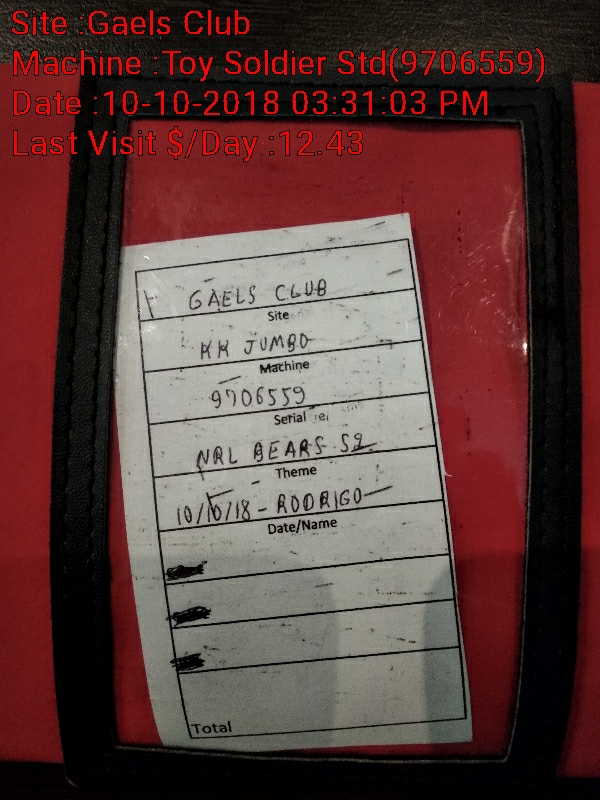 Site :Gaels Club
Machine :Toy Soldier Std(9706559)
Date :10-10-2018 03:31:03 PM
Last Visit $/Day :12.43
GAELS CLUB
Site
KK JUMBO
Machine
9706559
Serial
NRL BEARS S2
Theme
10/10/18 - RODRIGO
Date/Name
Total